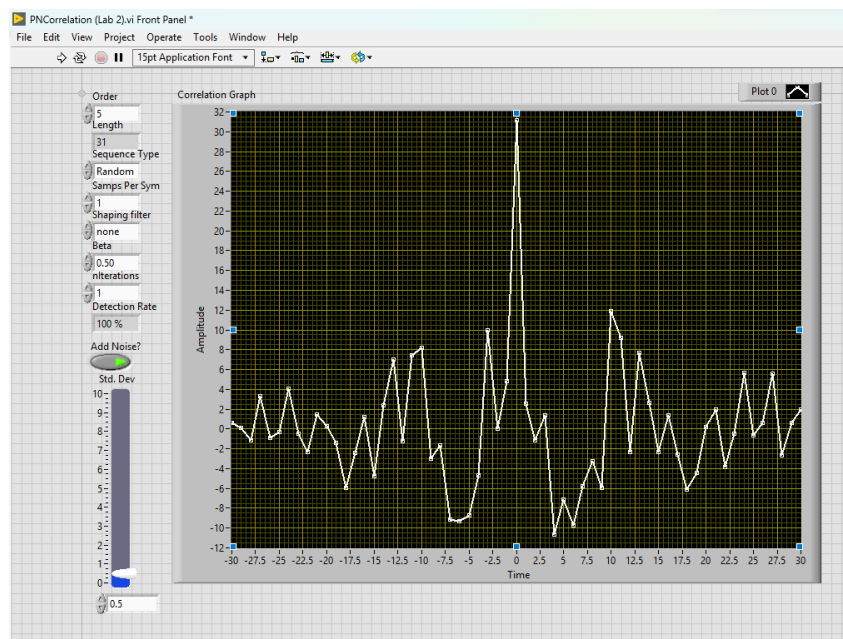 PNCorrelation (Lab 2).vi Front Panel *
File Edit View Project Operate Tools Window Help
15pt Application Font
Order
5
Length
31
Sequence Type
Random
Samps Per Sym
1
Shaping filter
none
Beta
0.50
nIterations
1
Detection Rate
100 %
Add Noise?
Std. Dev
10
9
8
7
6
5
4
3
2
1
0
0.5
Correlation Graph
Plot 0
Amplitude
32
30
28
26
24
22
20
18
16
14
12
10
8
6
4
2
0
-2
-4
-6
-8
-10
-12
-30 -27.5 -25 -22.5 -20 -17.5 -15 -12.5 -10 -7.5 -5 -2.5 0 2.5 5 7.5 10 12.5 15 17.5 20 22.5 25 27.5 30
Time